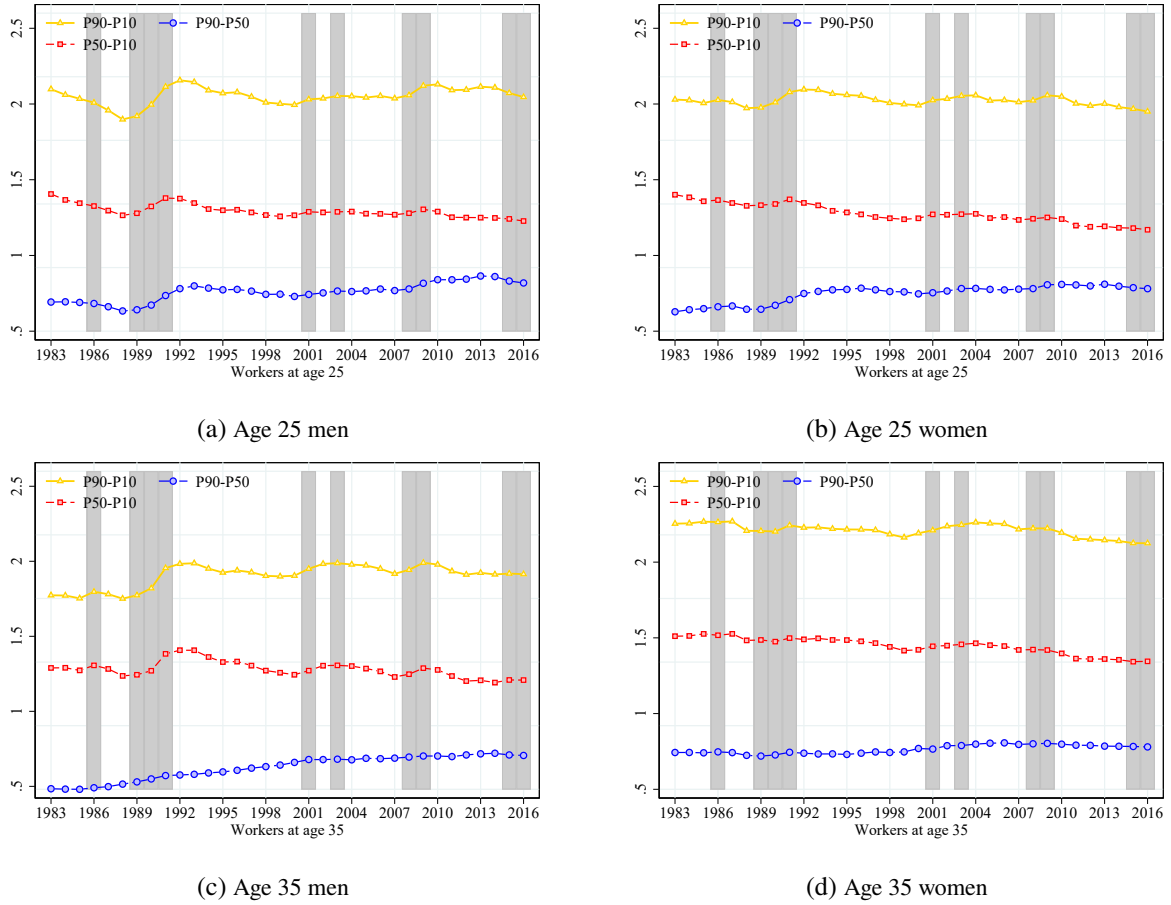 P90-P10 P90-P50
P50-P10
2.5
2
1.5
1
.5
1983 1986 1989 1992 1995 1998 2001 2004 2007 2010 2013 2016
Workers at age 25
(a) Age 25 men
P90-P10 P90-P50
P50-P10
2.5
2
1.5
1
.5
1983 1986 1989 1992 1995 1998 2001 2004 2007 2010 2013 2016
Workers at age 25
(b) Age 25 women
P90-P10 P90-P50
P50-P10
2.5
2
1.5
1
.5
1983 1986 1989 1992 1995 1998 2001 2004 2007 2010 2013 2016
Workers at age 35
(c) Age 35 men
P90-P10 P90-P50
P50-P10
2.5
2
1.5
1
.5
1983 1986 1989 1992 1995 1998 2001 2004 2007 2010 2013 2016
Workers at age 35
(d) Age 35 women